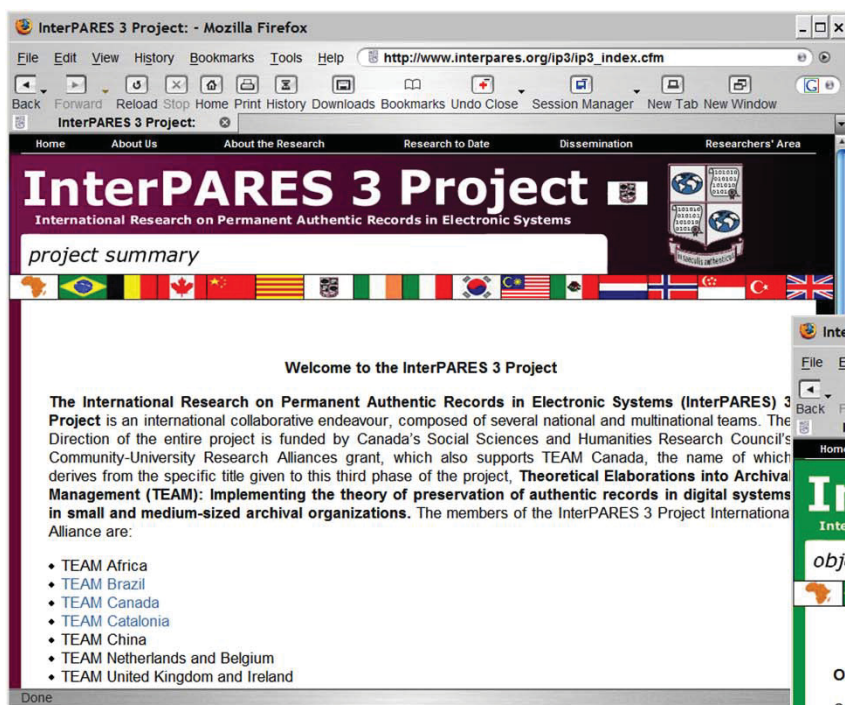 InterPARES 3 Project: - Mozilla Firefox
File Edit View History Bookmarks Tools Help http://www.interpares.org/ip3/ip3_index.cfm
Back Forward Reload Stop Home Print History Downloads Bookmarks Undo Close Session Manager New Tab New Window
InterPARES 3 Project:
Home About Us About the Research Research to Date Dissemination Researchers' Area
InterPARES 3 Project
International Research on Permanent Authentic Records in Electronic Systems
project summary
Welcome to the InterPARES 3 Project
The International Research on Permanent Authentic Records in Electronic Systems (InterPARES) 3
Project is an international collaborative endeavour, composed of several national and multinational teams. The
Direction of the entire project is funded by Canada's Social Sciences and Humanities Research Council's
Community-University Research Alliances grant, which also supports TEAM Canada, the name of which
derives from the specific title given to this third phase of the project, Theoretical Elaborations into Archival
Management (TEAM): Implementing the theory of preservation of authentic records in digital systems
in small and medium-sized archival organizations. The members of the InterPARES 3 Project Internationa
Alliance are:
• TEAM Africa
• TEAM Brazil
• TEAM Canada
• TEAM Catalonia
• TEAM China
• TEAM Netherlands and Belgium
• TEAM United Kingdom and Ireland
Done
Inte
File E
Back F
Hom
Inte
obj
O